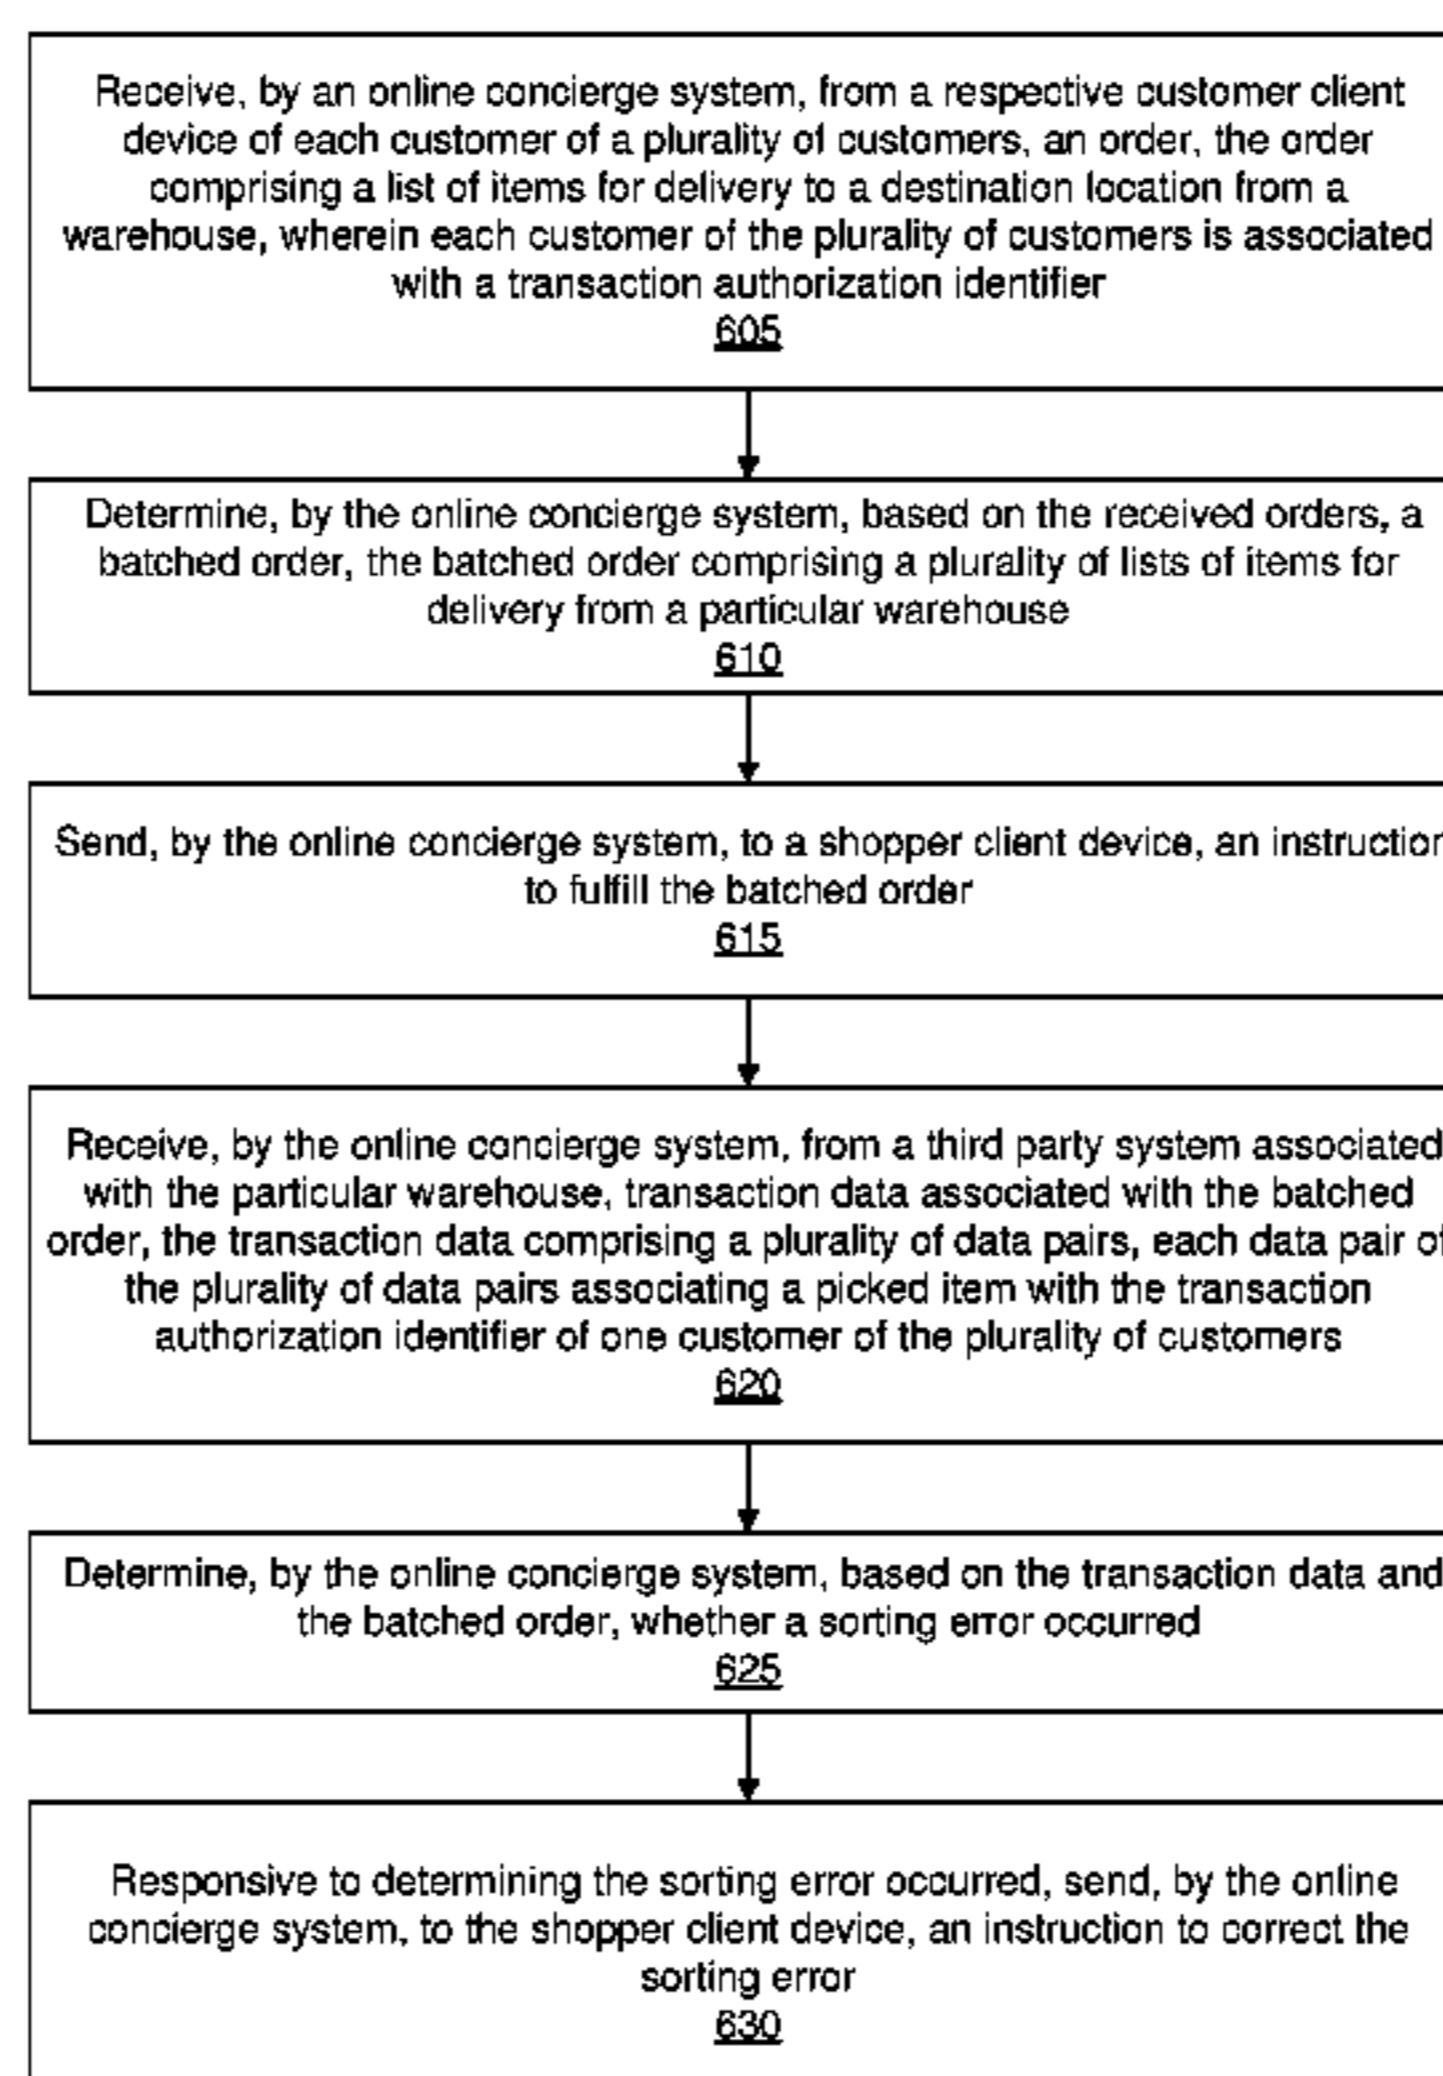 Receive, by an online concierge system, from a respective customer client
device of each customer of a plurality of customers, an order, the order
comprising a list of items for delivery to a destination location from a
warehouse, wherein each customer of the plurality of customers is associated
with a transaction authorization identifier
605
Determine, by the online concierge system, based on the received orders, a
batched order, the batched order comprising a plurality of lists of items for
delivery from a particular warehouse
610
Send, by the online concierge system, to a shopper client device, an instruction
to fulfill the batched order
615
Receive, by the online concierge system, from a third party system associated
with the particular warehouse, transaction data associated with the batched
order, the transaction data comprising a plurality of data pairs, each data pair of
the plurality of data pairs associating a picked item with the transaction
authorization identifier of one customer of the plurality of customers
620
Determine, by the online concierge system, based on the transaction data and
the batched order, whether a sorting error occurred
625
Responsive to determining the sorting error occurred, send, by the online
concierge system, to the shopper client device, an instruction to correct the
sorting error
630